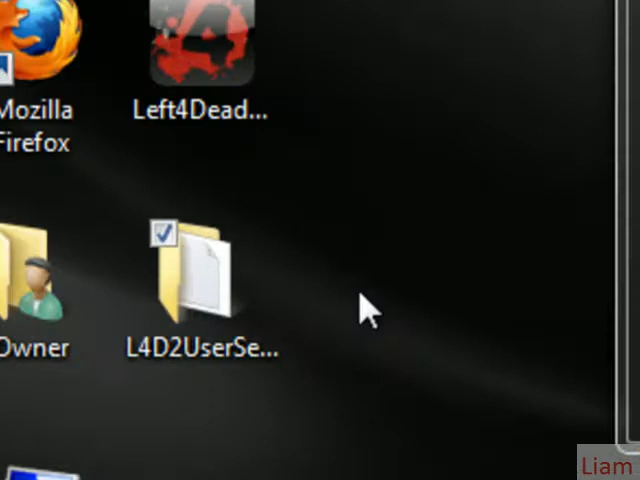 Mozilla
Firefox
Left4Dead...
Owner
L4D2UserSe...
Liam